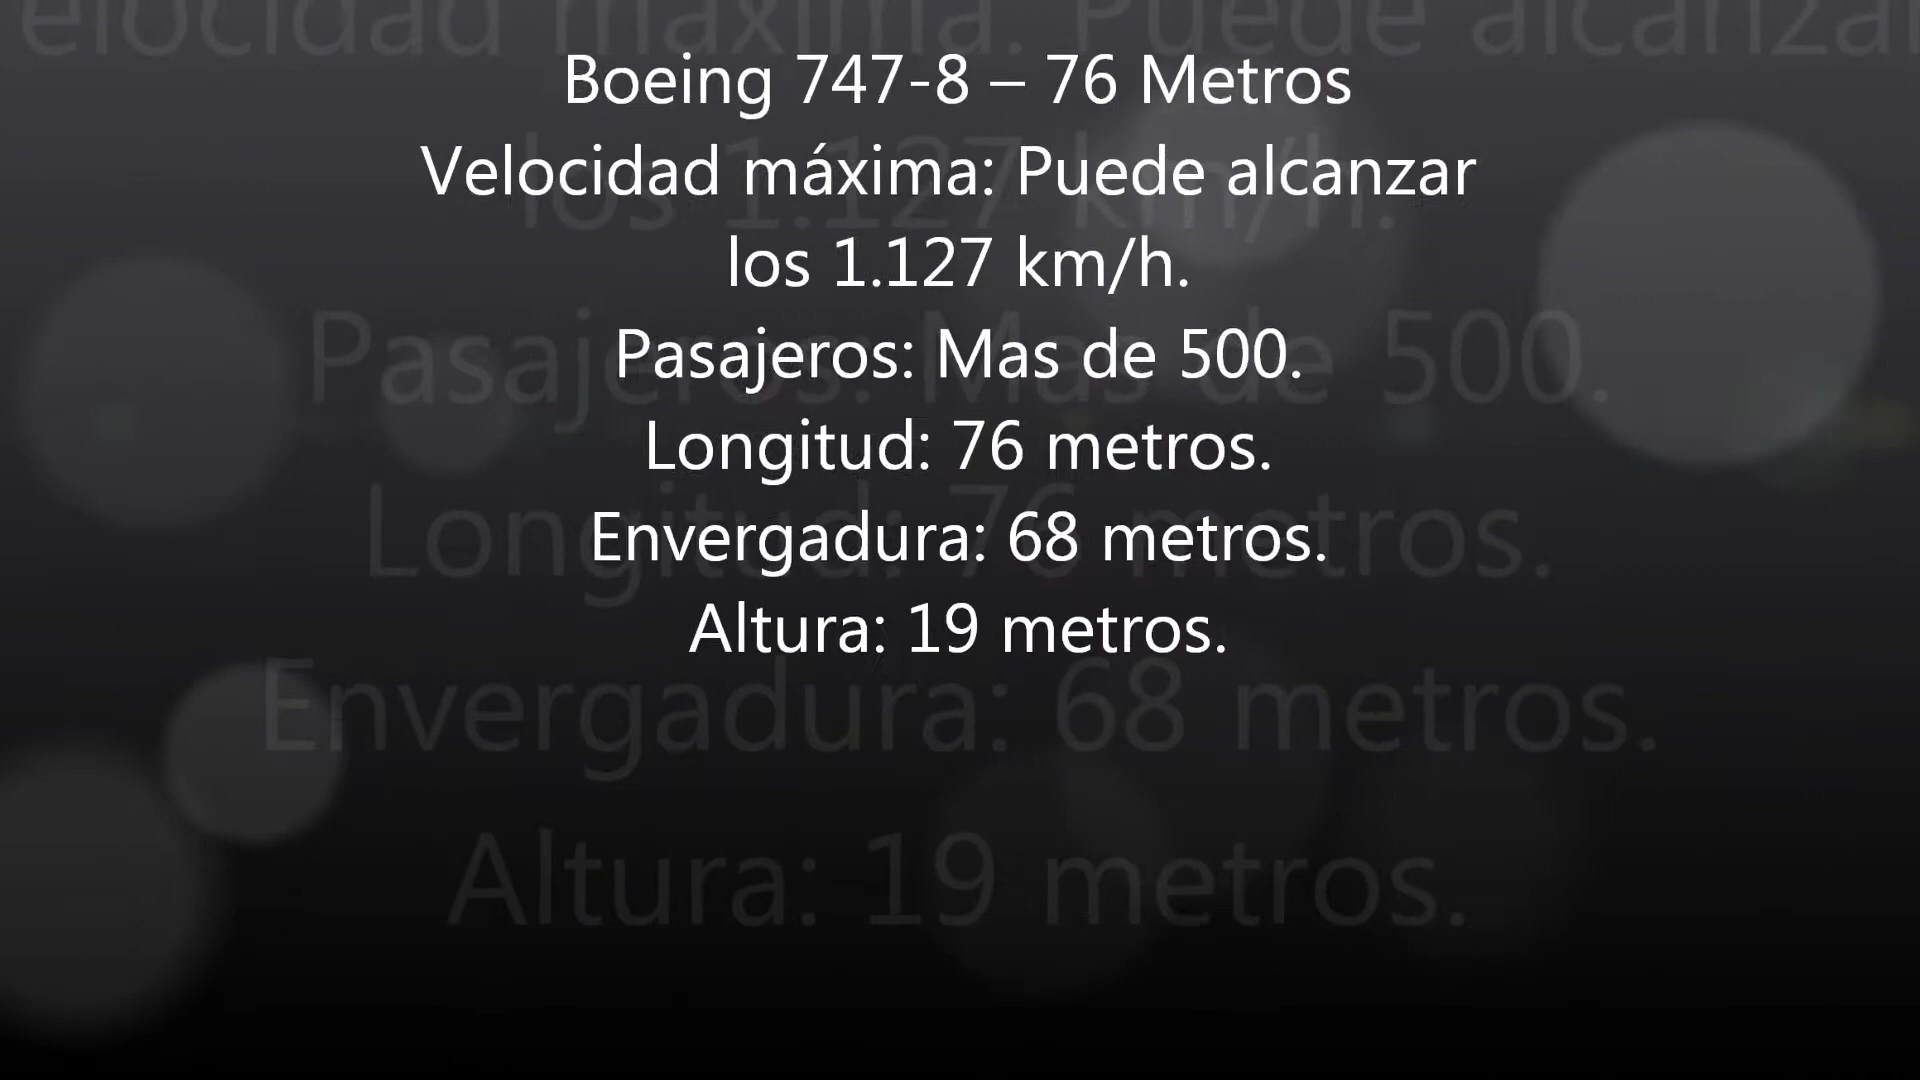 Boeing 747-8 – 76 Metros
Velocidad máxima: Puede alcanzar
los 1.127 km/h.
Pasajeros: Mas de 500.
Longitud: 76 metros.
Envergadura: 68 metros.
Altura: 19 metros.